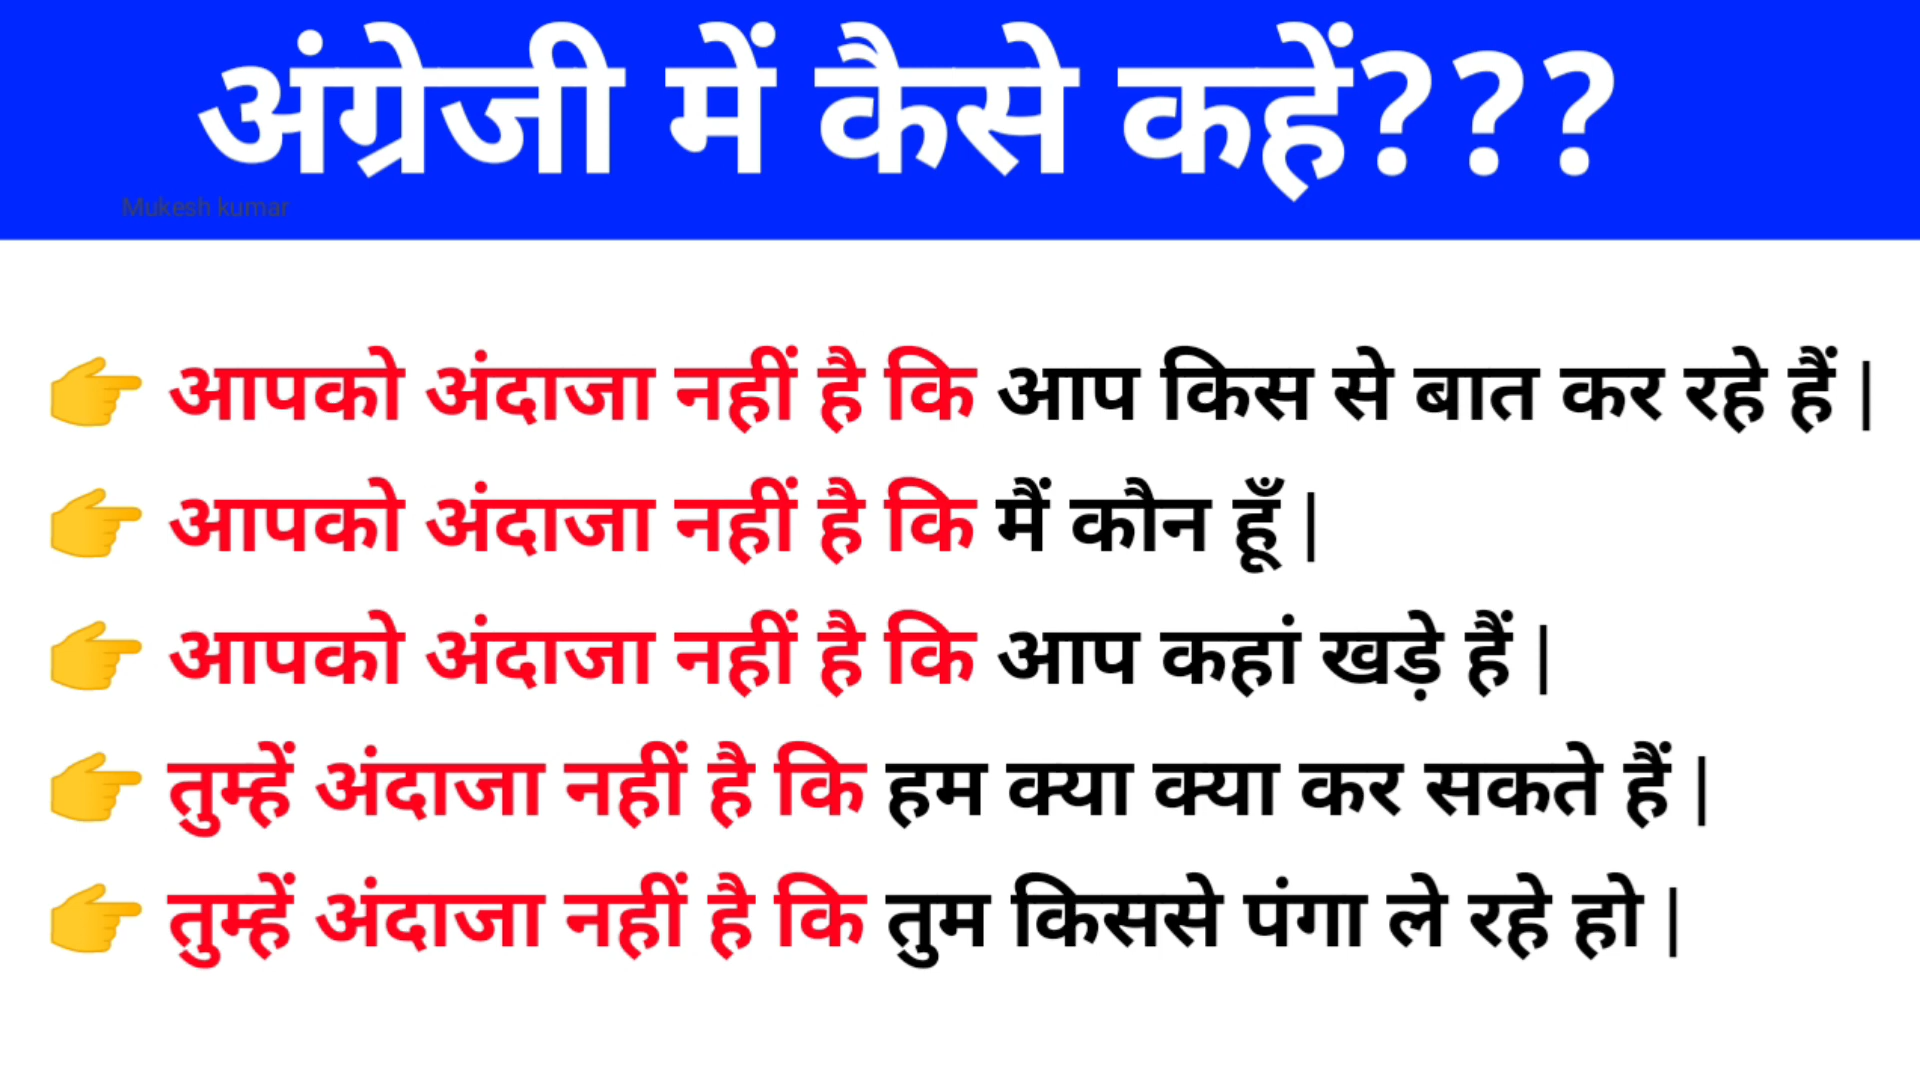 अंग्रेजी में कैसे कहें???
Mukesh kumar
👉 आपको अंदाजा नहीं है कि आप किस से बात कर रहे हैं |
👉 आपको अंदाजा नहीं है कि मैं कौन हूँ |
👉 आपको अंदाजा नहीं है कि आप कहां खड़े हैं |
👉 तुम्हें अंदाजा नहीं है कि हम क्या क्या कर सकते हैं |
👉 तुम्हें अंदाजा नहीं है कि तुम किससे पंगा ले रहे हो |